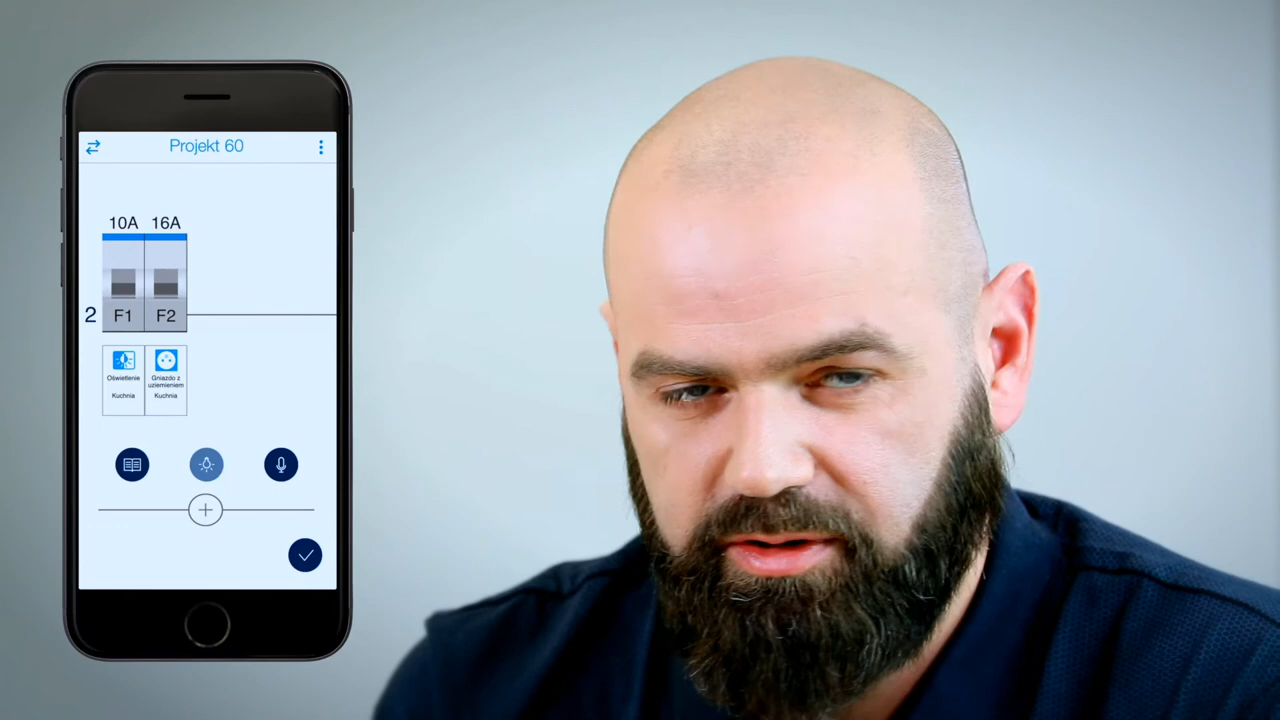 Projekt 60
10A 16A
2 F1 F2
Oświetlenie Gniazdo z
uziemieniem
Kuchnia Kuchnia